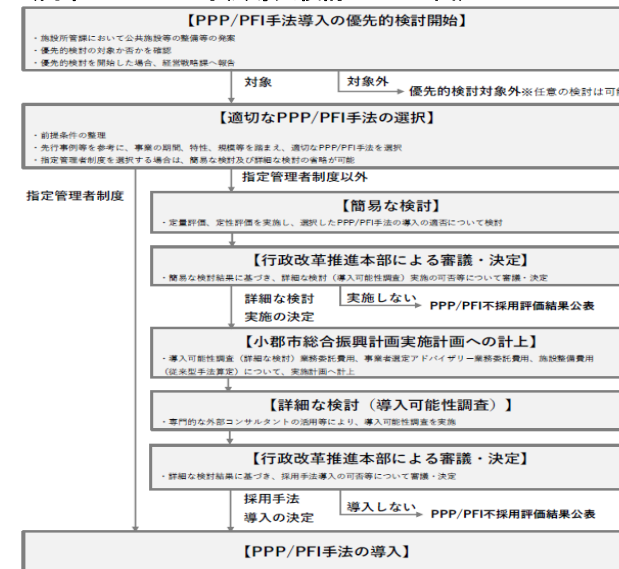 【PPP/PFI手法導入の優先的検討開始】
・施設所管課において公共施設等の整備等の発案
・優先的検討の対象か否かを確認
・優先的検討を開始した場合、経営戦略課へ報告
対象
対象外
優先的検討対象外※任意の検討は可
【適切なPPP/PFI手法の選択】
・前提条件の整理
・先行事例等を参考に、事業の期間、特性、規模等を踏まえ、適切なPPP/PFI手法を選択
・指定管理者制度を選択する場合は、簡易な検討及び詳細な検討の省略が可能
指定管理者制度
指定管理者制度以外
【簡易な検討】
・定量評価、定性評価を実施し、選択したPPP/PFI手法の導入の適否について検討
【行政改革推進本部による審議・決定】
・簡易な検討結果に基づき、詳細な検討（導入可能性調査）実施の可否等について審議・決定
詳細な検討
実施の決定
実施しない
PPP/PFI不採用評価結果公表
【小郡市総合振興計画実施計画への計上】
・導入可能性調査（詳細な検討）業務委託費用、事業者選定アドバイザリー業務委託費用、施設整備費用
（従来型手法算定）について、実施計画へ計上
【詳細な検討（導入可能性調査）】
・専門的な外部コンサルタントの活用等により、導入可能性調査を実施
【行政改革推進本部による審議・決定】
・詳細な検討結果に基づき、採用手法導入の可否等について審議・決定
採用手法
導入の決定
導入しない
PPP/PFI不採用評価結果公表
【PPP/PFI手法の導入】